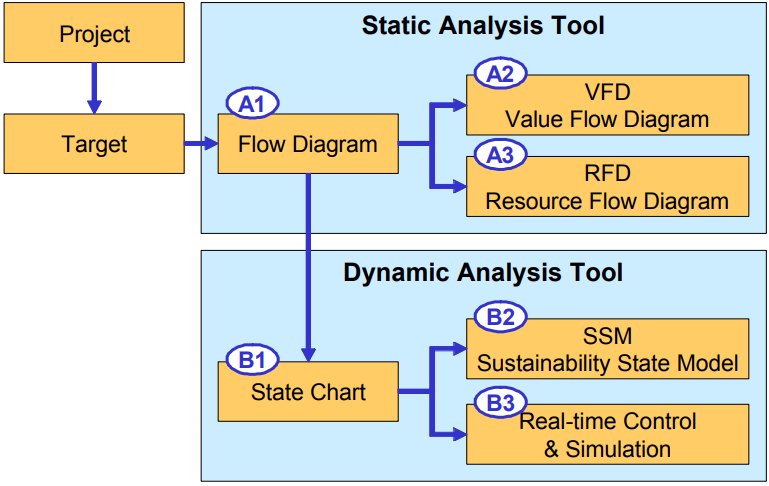 Project
Target
Static Analysis Tool
A1
Flow Diagram
A2
VFD
Value Flow Diagram
A3
RFD
Resource Flow Diagram
Dynamic Analysis Tool
B1
State Chart
B2
SSM
Sustainability State Model
B3
Real-time Control
& Simulation